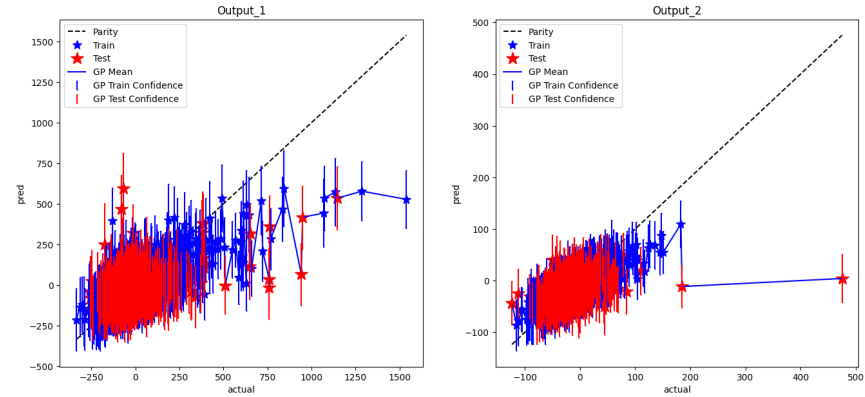 Output_1
Parity
Train
Test
GP Mean
GP Train Confidence
GP Test Confidence
1500
1250
1000
750
500
250
0
−250
−500
pred
−250
0
250
500
750
1000
1250
1500
actual
Output_2
Parity
Train
Test
GP Mean
GP Train Confidence
GP Test Confidence
500
400
300
200
100
0
−100
pred
−100
0
100
200
300
400
500
actual